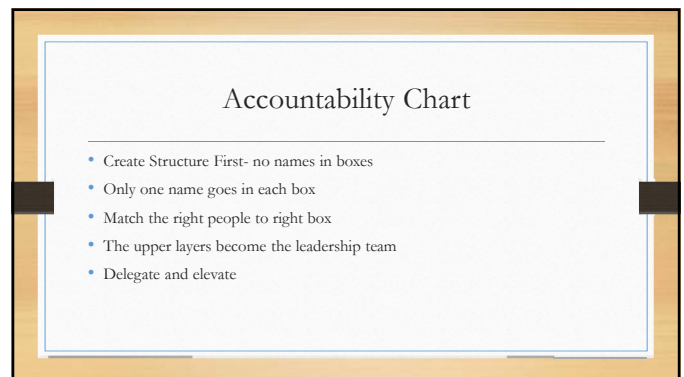 Accountability Chart
• Create Structure First- no names in boxes
• Only one name goes in each box
• Match the right people to right box
• The upper layers become the leadership team
• Delegate and elevate